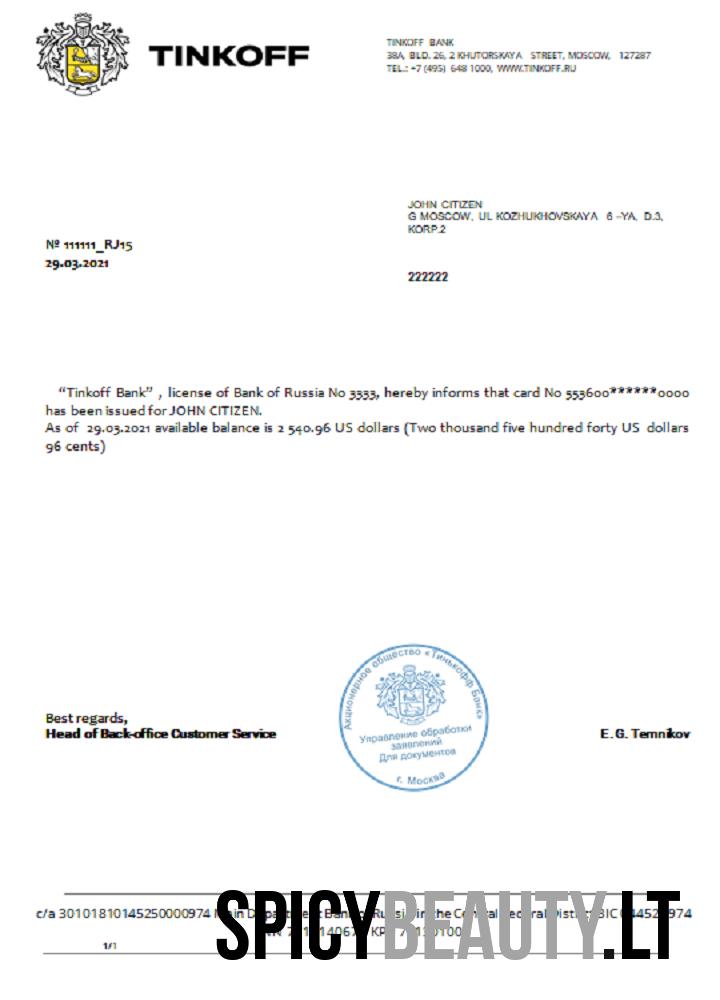 TINKOFF
TINKOFF BANK
38A, BLD. 26, 2 KHUTORSKAYA STREET, MOSCOW, 127287
TEL.: +7 (495) 648 1000, WWW.TINKOFF.RU
JOHN CITIZEN
G MOSCOW, UL KOZHUKHOVSKAYA 6 –YA, D.3,
KORP.2
№ 111111_RJ15
29.03.2021
222222
“Tinkoff Bank” , license of Bank of Russia No 3333, hereby informs that card No 553600******0000
has been issued for JOHN CITIZEN.
As of 29.03.2021 available balance is 2 540.96 US dollars (Two thousand five hundred forty US dollars
96 cents)
Акционерное общество «Тинькофф Банк»
Управление обработки
заявлений
Для документов
г. Москва
Best regards,
Head of Back-office Customer Service
E. G. Temnikov
c/a 30101810145250000974
SPICYBEAUTY.LT
1/1